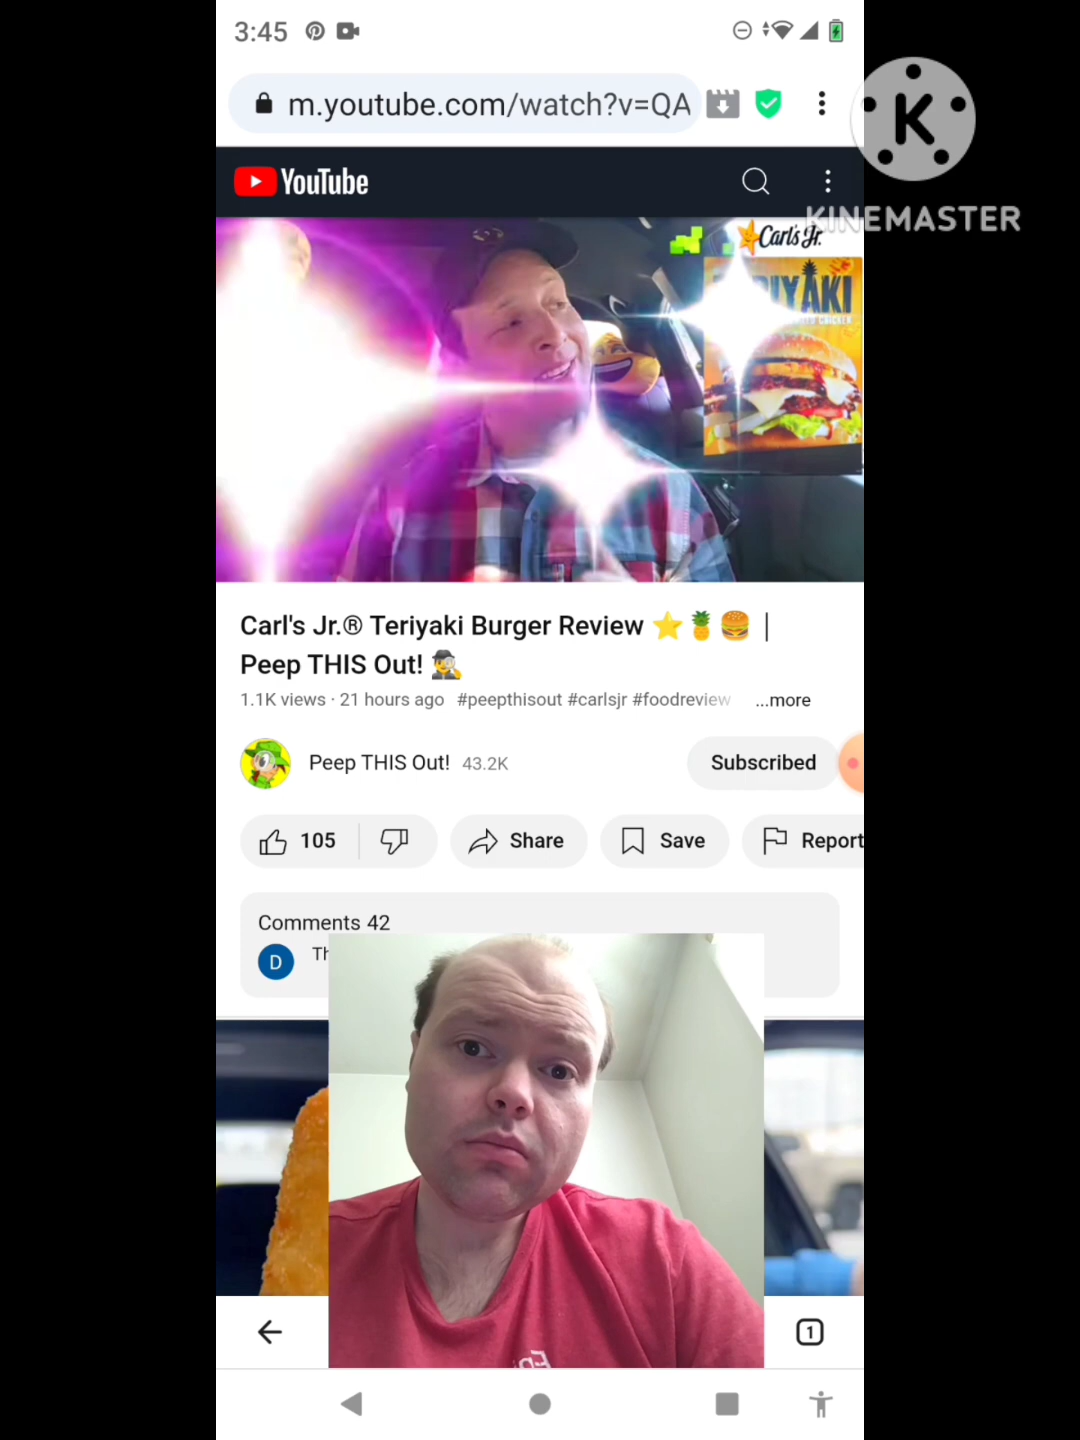 3:45
m.youtube.com/watch?v=QA
K
KINEMASTER
YouTube
Carl's Jr.
Carl's Jr.® Teriyaki Burger Review ⭐🍍🍔 |
Peep THIS Out! 🕵️
1.1K views · 21 hours ago #peepthisout #carlsjr #foodreview ...more
Peep THIS Out! 43.2K
Subscribed
105
Share
Save
Report
Comments 42
D
Th
1